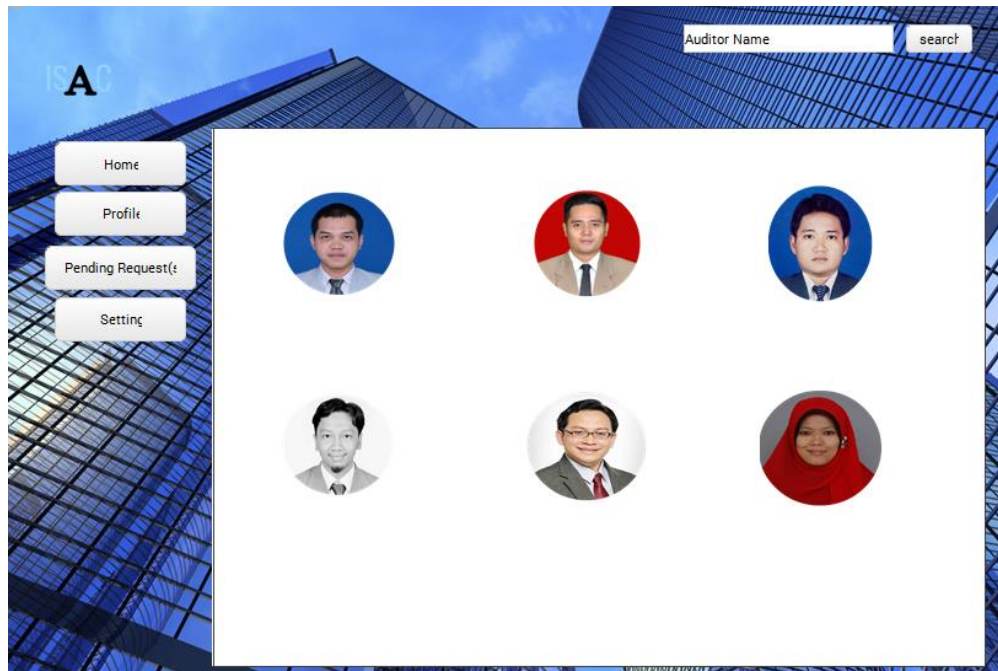 Auditor Name
search
ISAC
Home
Profile
Pending Request(s
Setting